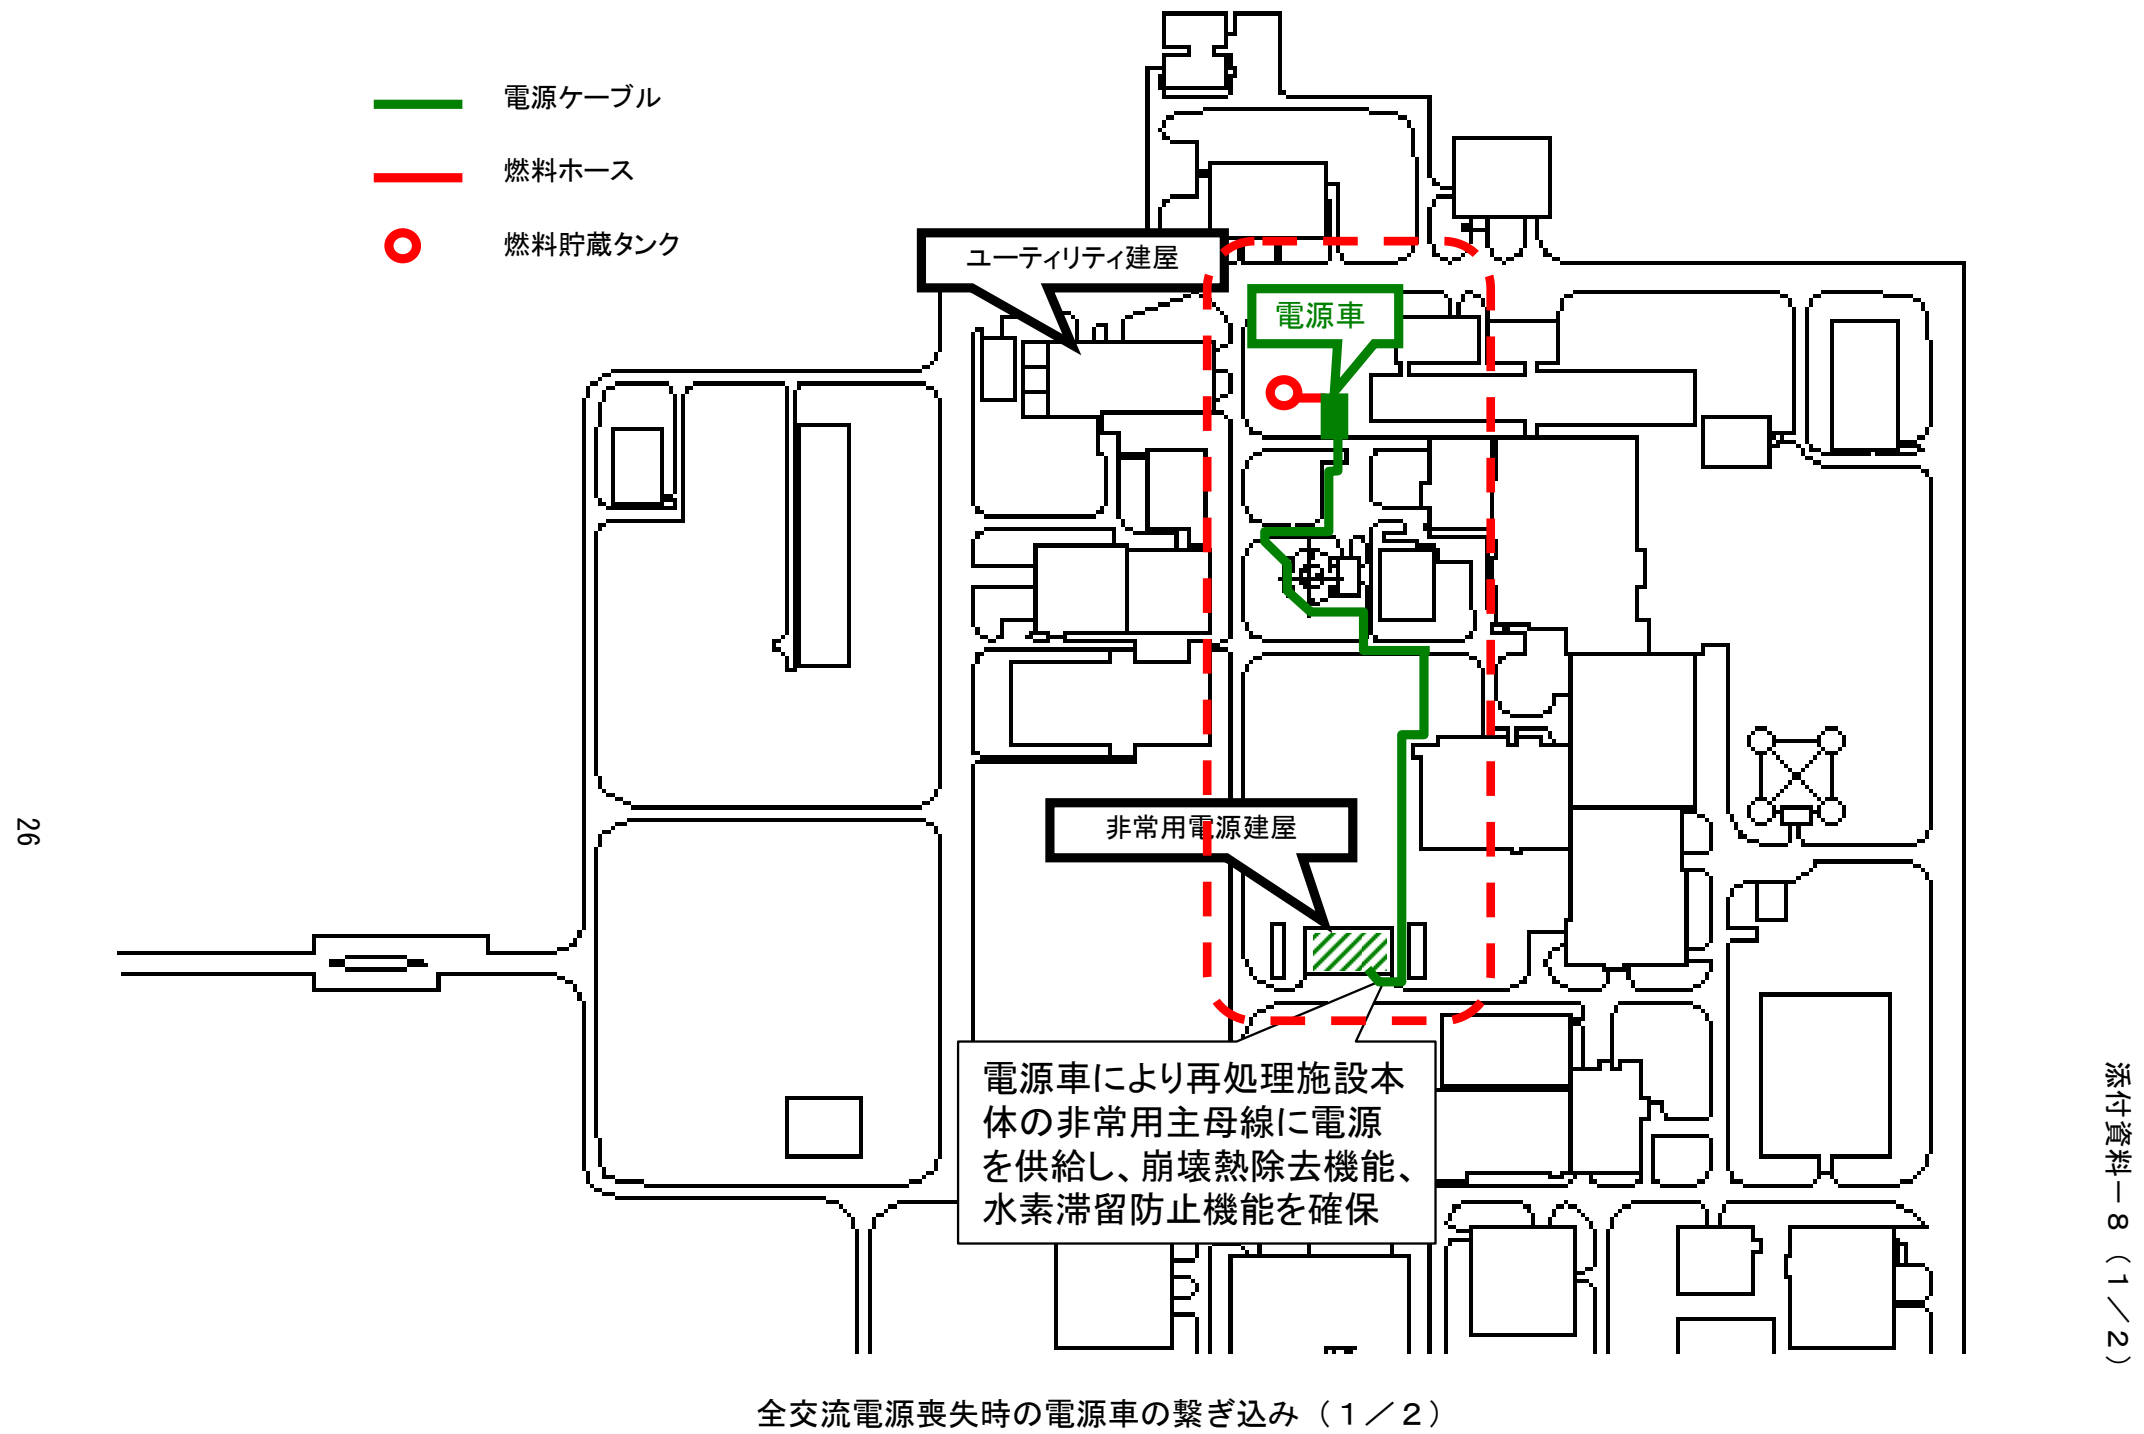 電源ケーブル
燃料ホース
燃料貯蔵タンク
ユーティリティ建屋
電源車
非常用電源建屋
電源車により再処理施設本
体の非常用主母線に電源
を供給し、崩壊熱除去機能、
水素滞留防止機能を確保
26
添付資料－８（１／２）
全交流電源喪失時の電源車の繋ぎ込み（１／２）